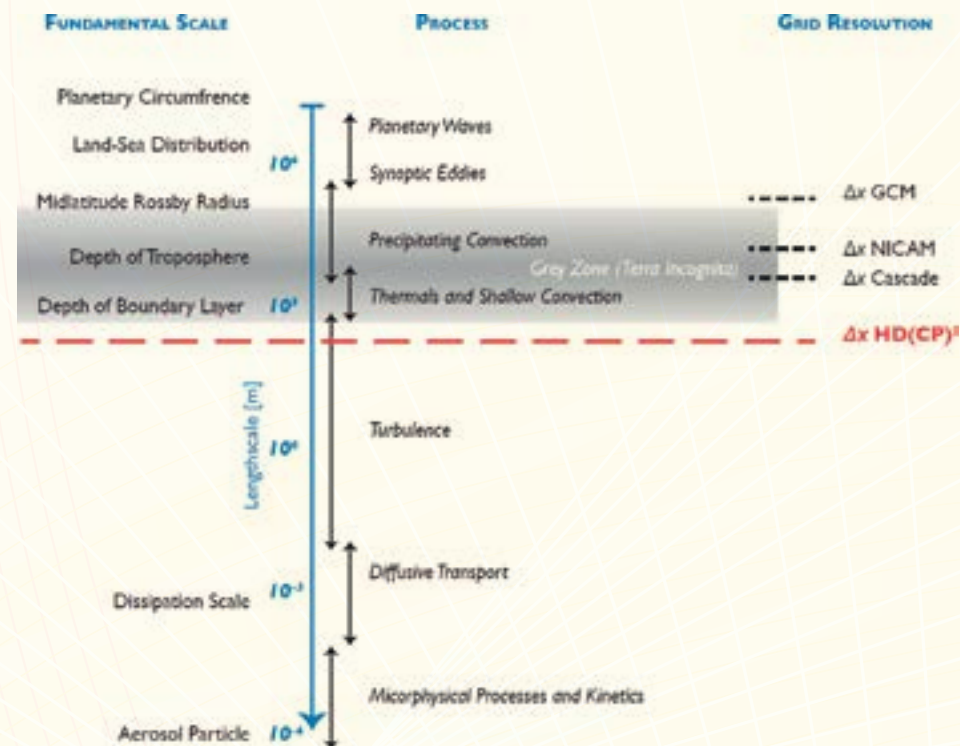 FUNDAMENTAL SCALE PROCESS GRID RESOLUTION
Planetary Circumfrence
Planetary Waves
Land-Sea Distribution
10⁶
Synoptic Eddies
Midlatitude Rossby Radius
Δx GCM
Precipitating Convection
Δx NICAM
Depth of Troposphere
Grey Zone (Terra Incognita)
Δx Cascade
Thermals and Shallow Convection
Depth of Boundary Layer 10³
Δx HD(CP)²
Lengthscale [m]
Turbulence
10⁰
Diffusive Transport
10⁻³
Dissipation Scale
Micorphysical Processes and Kinetics
Aerosol Particle